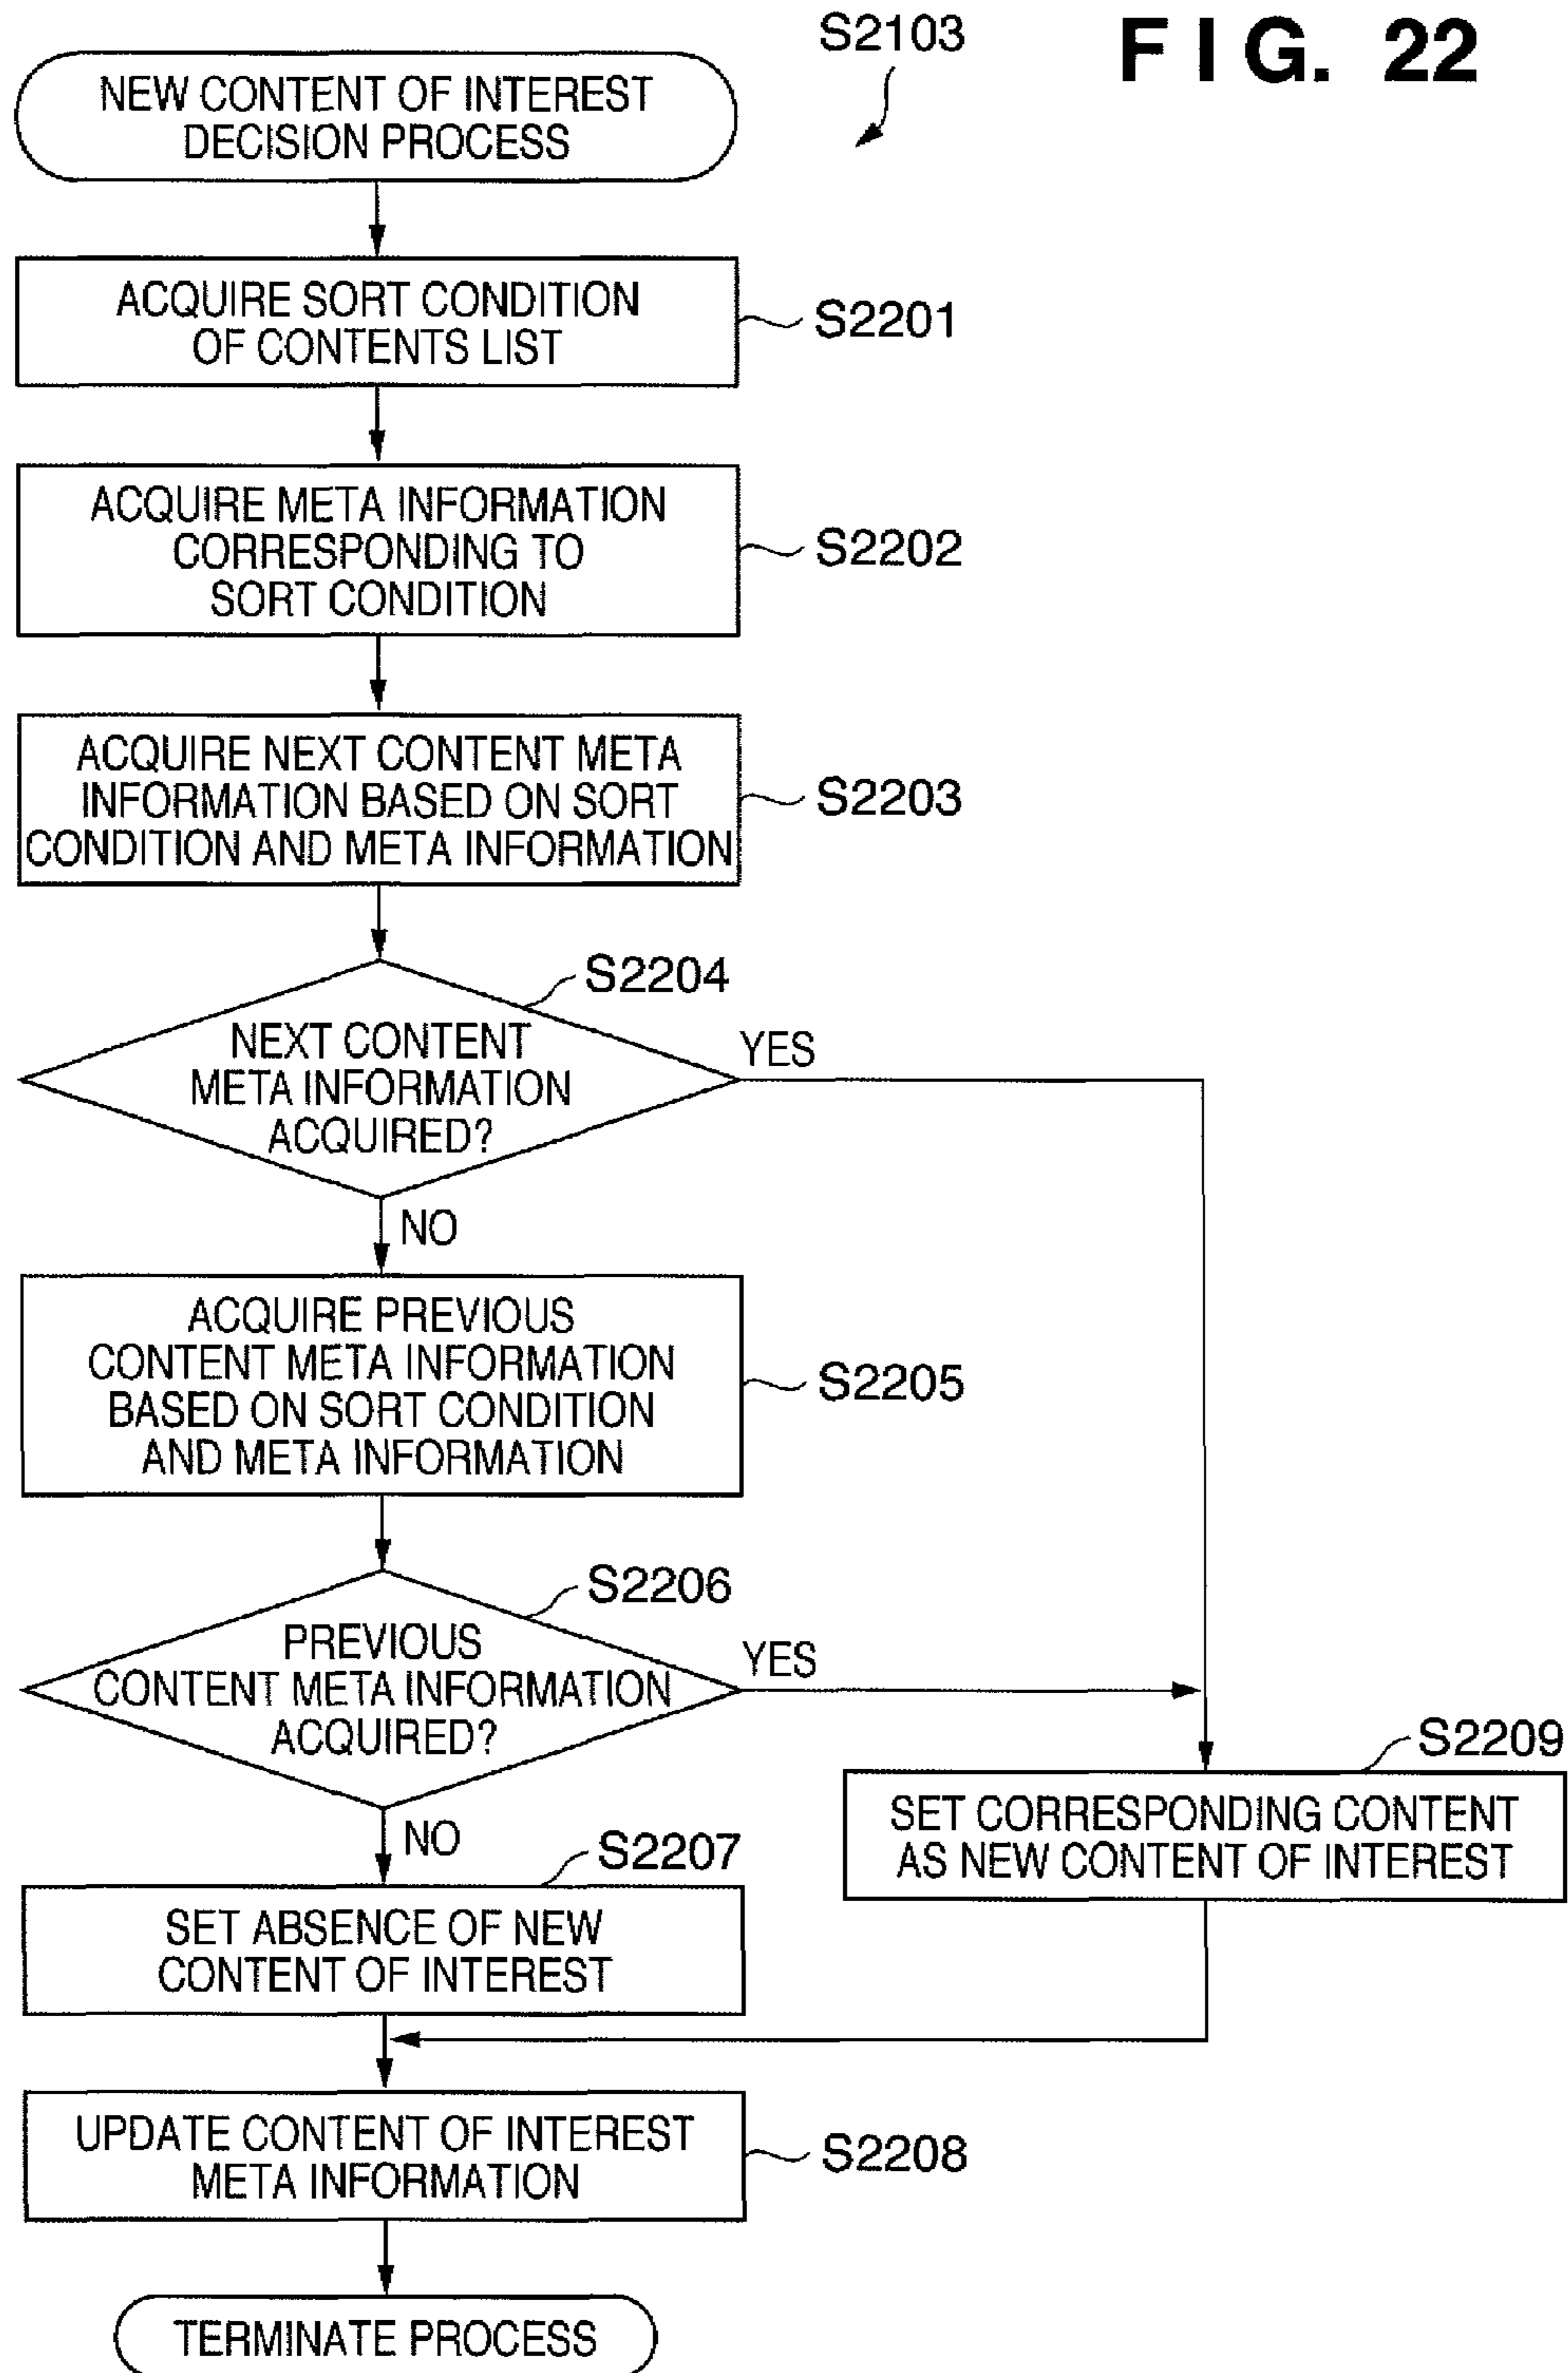 S2103
FIG. 22
NEW CONTENT OF INTEREST
DECISION PROCESS
ACQUIRE SORT CONDITION
OF CONTENTS LIST
S2201
ACQUIRE META INFORMATION
CORRESPONDING TO
SORT CONDITION
S2202
ACQUIRE NEXT CONTENT META
INFORMATION BASED ON SORT
CONDITION AND META INFORMATION
S2203
S2204
NEXT CONTENT
META INFORMATION
ACQUIRED?
YES
NO
ACQUIRE PREVIOUS
CONTENT META INFORMATION
BASED ON SORT CONDITION
AND META INFORMATION
S2205
S2206
PREVIOUS
CONTENT META INFORMATION
ACQUIRED?
YES
NO
S2209
SET CORRESPONDING CONTENT
AS NEW CONTENT OF INTEREST
S2207
SET ABSENCE OF NEW
CONTENT OF INTEREST
UPDATE CONTENT OF INTEREST
META INFORMATION
S2208
TERMINATE PROCESS